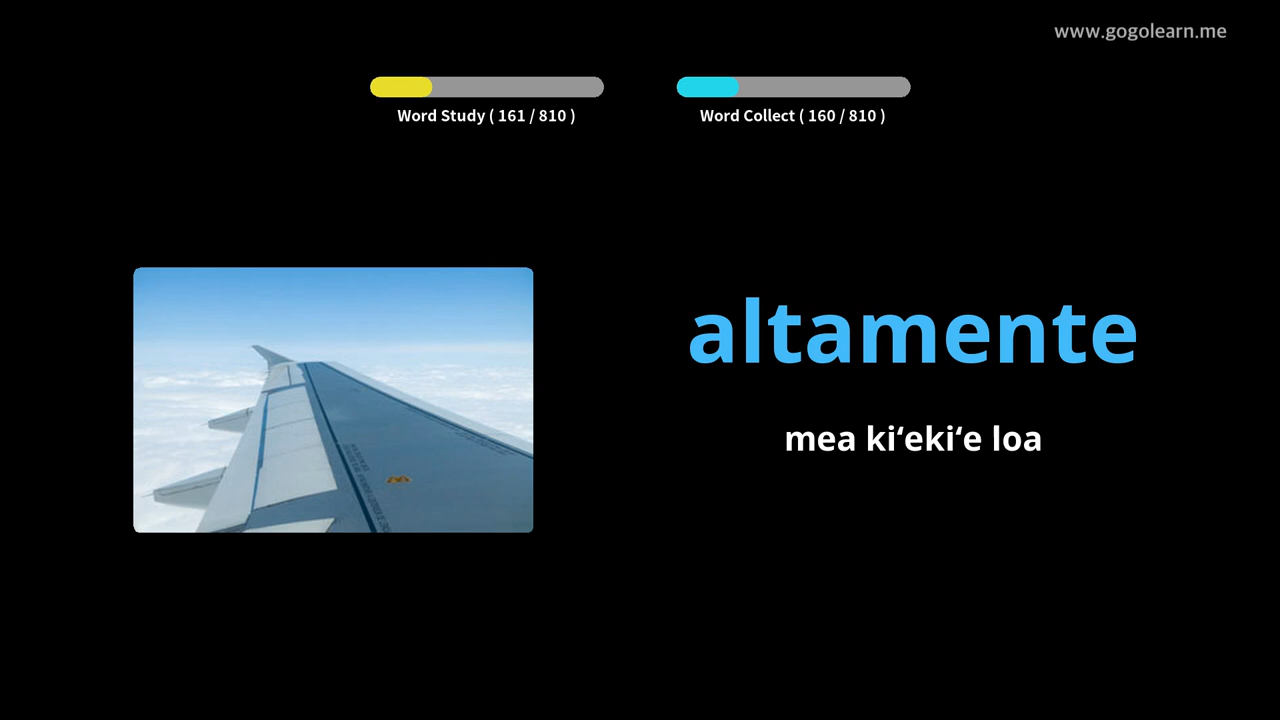 www.gogolearn.me
Word Study ( 161 / 810 )
Word Collect ( 160 / 810 )
altamente
mea kiʻekiʻe loa